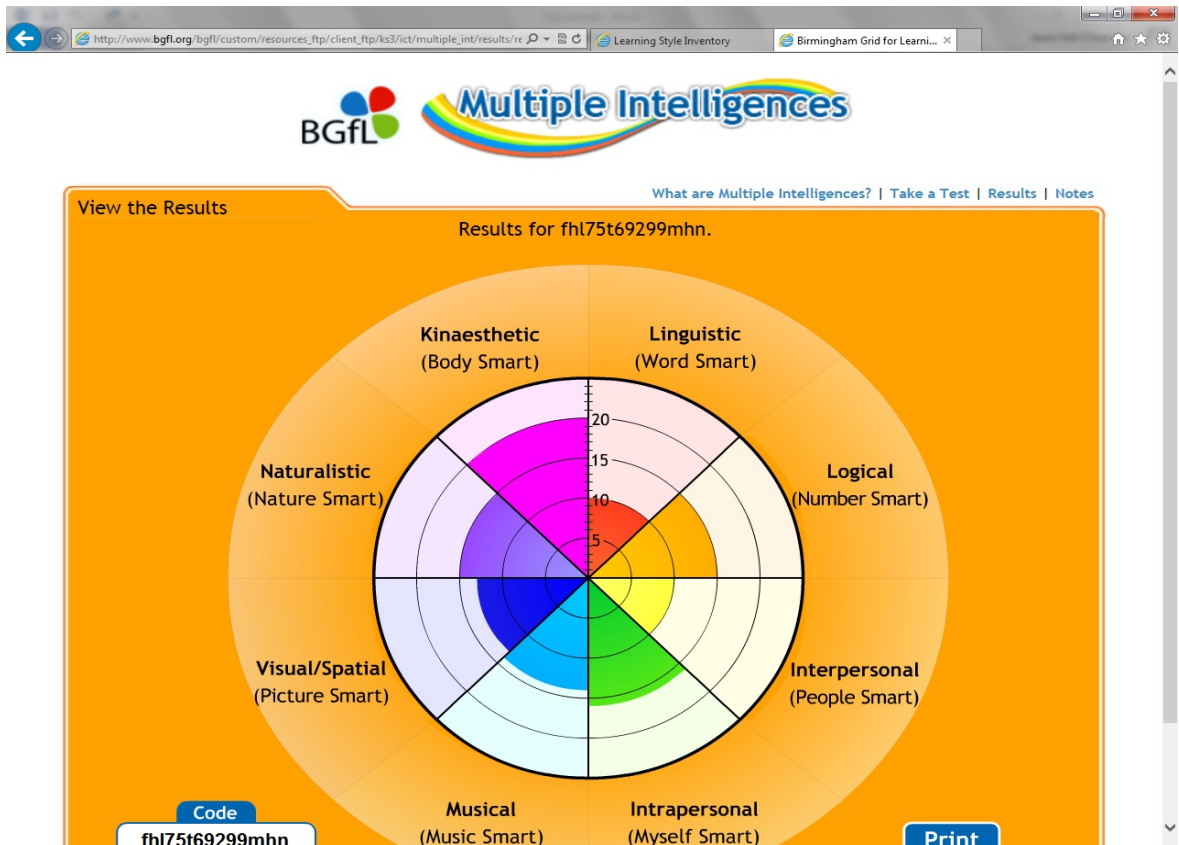 http://www.bgfl.org/bgfl/custom/resources_ftp/client_ftp/ks3/ict/multiple_int/results/re
Learning Style Inventory
Birmingham Grid for Learni...
BGfL
Multiple Intelligences
What are Multiple Intelligences? | Take a Test | Results | Notes
View the Results
Results for fhl75t69299mhn.
Kinaesthetic
(Body Smart)
Linguistic
(Word Smart)
20
15
10
5
Naturalistic
(Nature Smart)
Logical
(Number Smart)
Visual/Spatial
(Picture Smart)
Interpersonal
(People Smart)
Musical
(Music Smart)
Intrapersonal
(Myself Smart)
Code
fhl75t69299mhn
Print